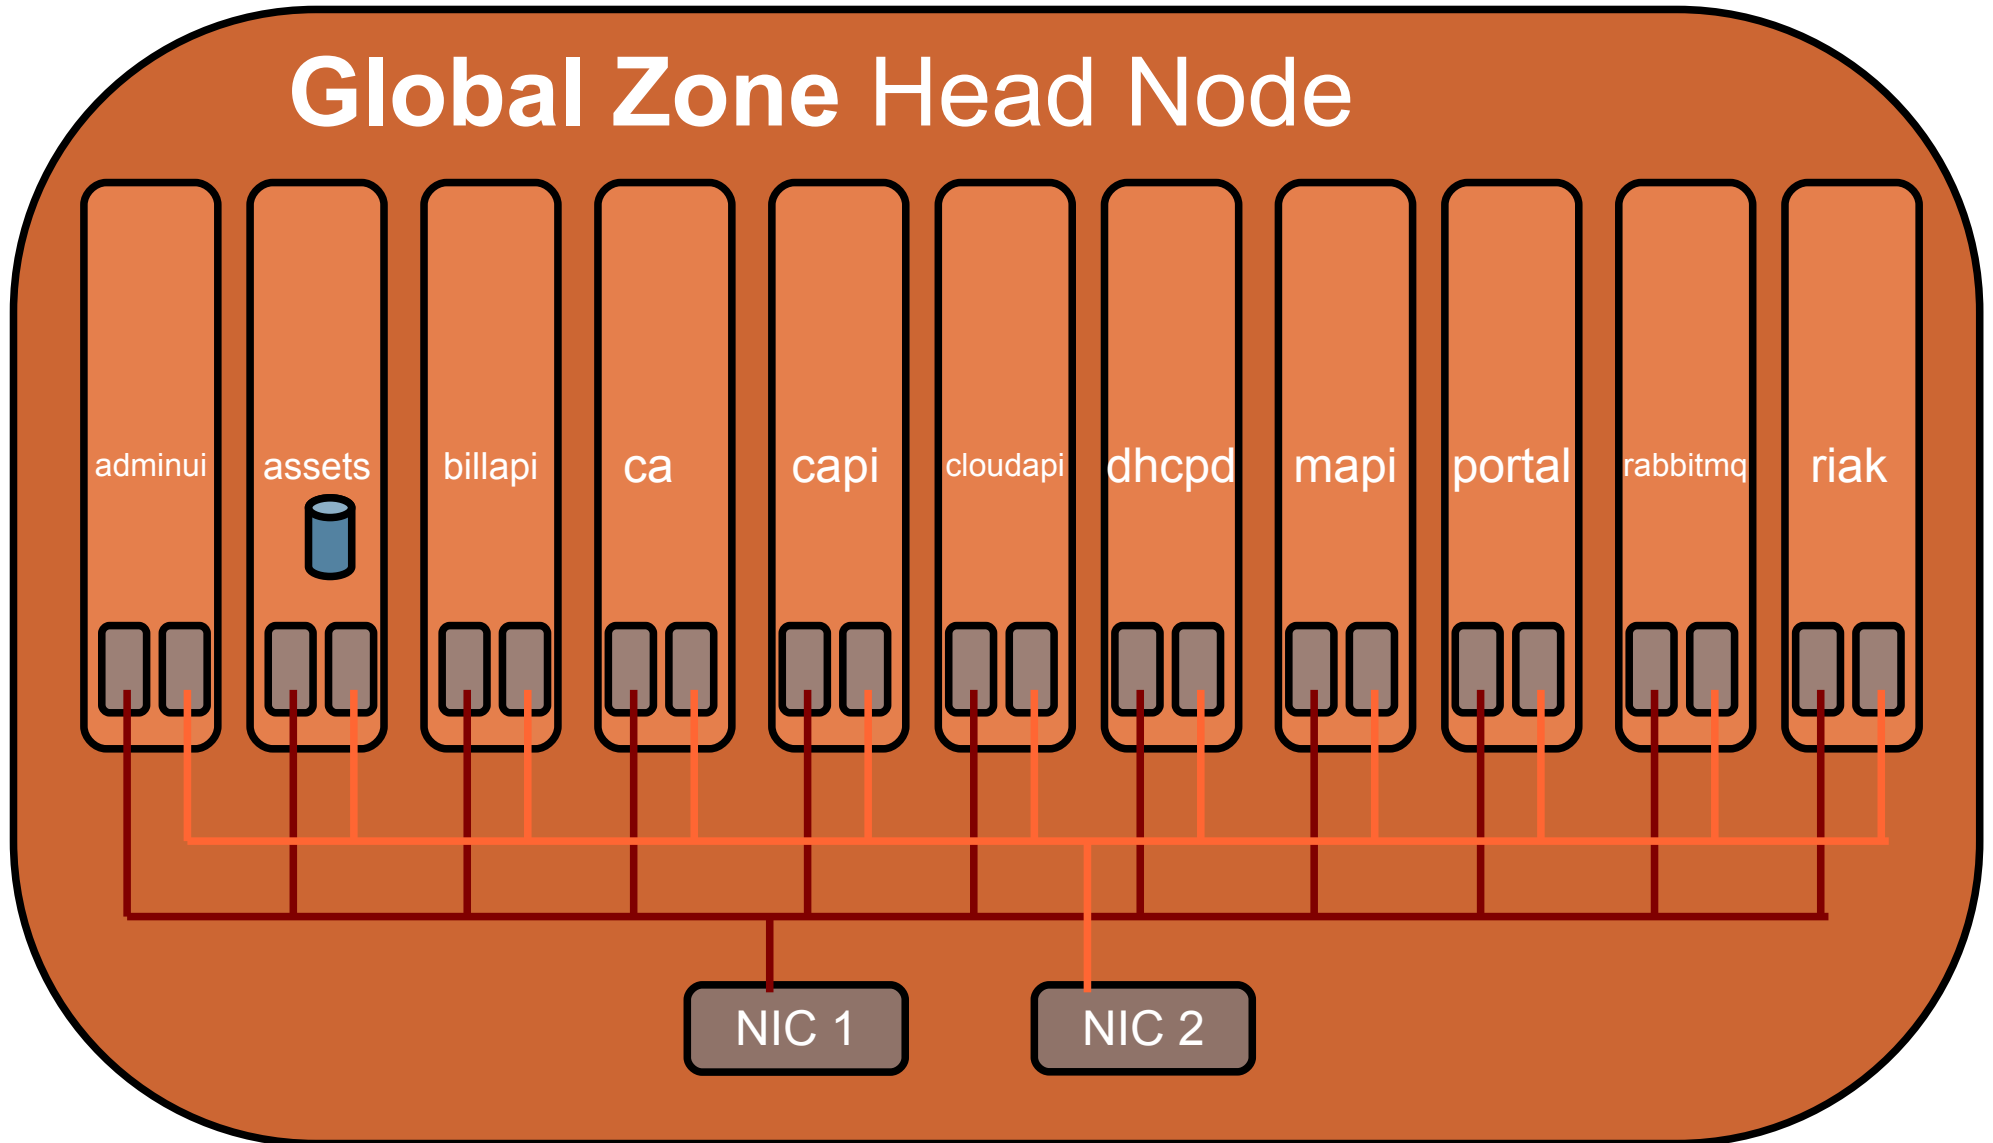 Global Zone Head Node
adminui
assets
billapi
ca
capi
cloudapi
dhcpd
mapi
portal
rabbitmq
riak
NIC 1
NIC 2